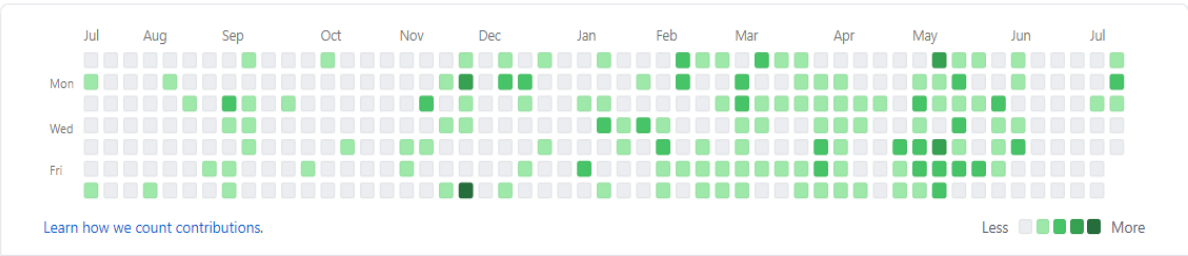 Jul Aug Sep Oct Nov Dec Jan Feb Mar Apr May Jun Jul
Mon
Wed
Fri
Learn how we count contributions. Less More